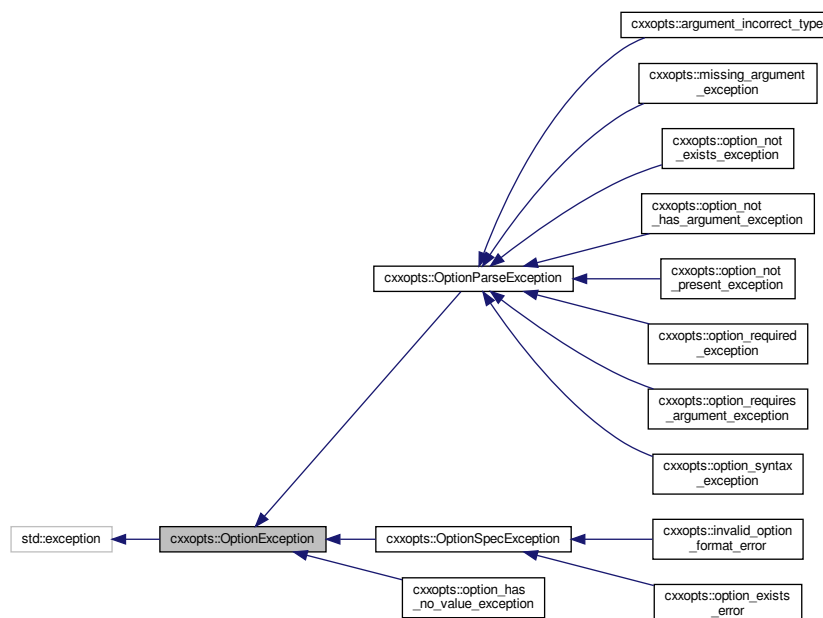 cxxopts::argument_incorrect_type
cxxopts::missing_argument
_exception
cxxopts::option_not
_exists_exception
cxxopts::option_not
_has_argument_exception
cxxopts::OptionParseException
cxxopts::option_not
_present_exception
cxxopts::option_required
_exception
cxxopts::option_requires
_argument_exception
cxxopts::option_syntax
_exception
std::exception
cxxopts::OptionException
cxxopts::OptionSpecException
cxxopts::invalid_option
_format_error
cxxopts::option_has
_no_value_exception
cxxopts::option_exists
_error